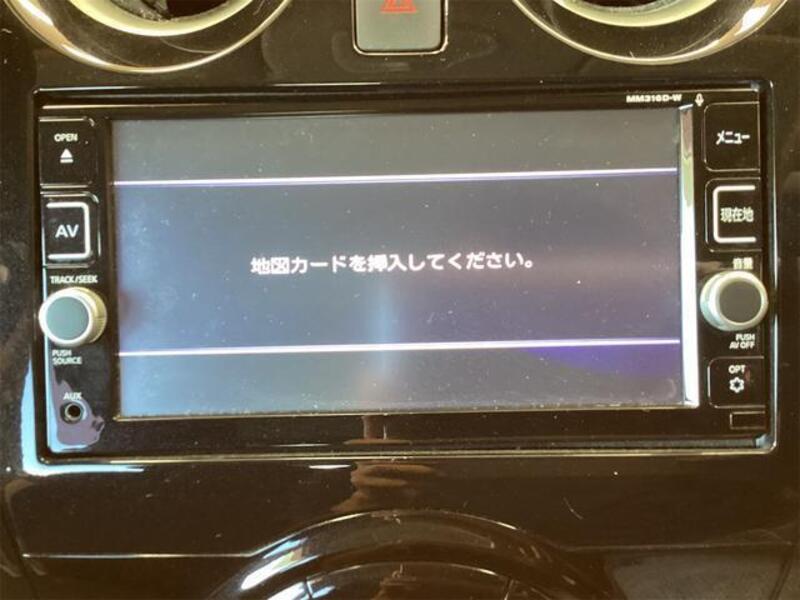 MM316D-W
OPEN
メニュー
AV
現在地
地図カードを挿入してください。
音量
TRACK/SEEK
PUSH
SOURCE
PUSH
AV OFF
AUX
OPT